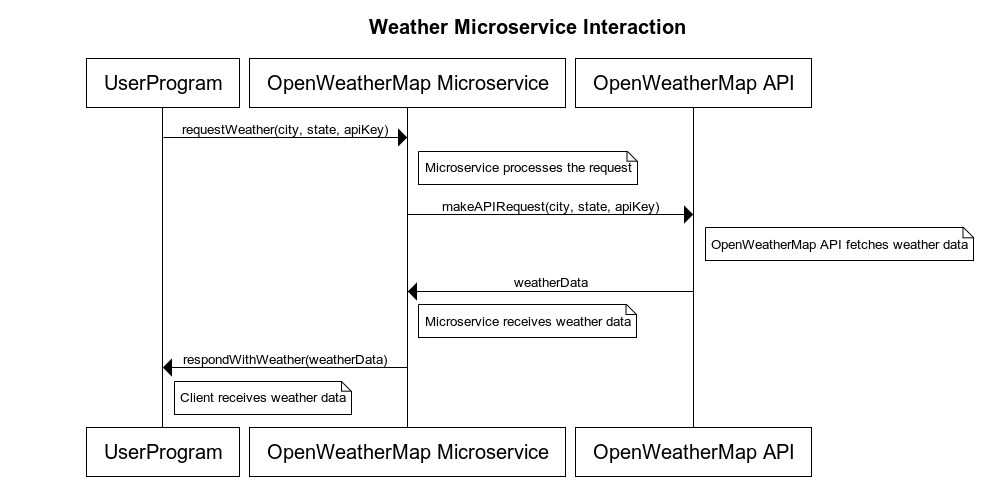 Weather Microservice Interaction
UserProgram
OpenWeatherMap Microservice
OpenWeatherMap API
requestWeather(city, state, apiKey)
Microservice processes the request
makeAPIRequest(city, state, apiKey)
OpenWeatherMap API fetches weather data
weatherData
Microservice receives weather data
respondWithWeather(weatherData)
Client receives weather data
UserProgram
OpenWeatherMap Microservice
OpenWeatherMap API